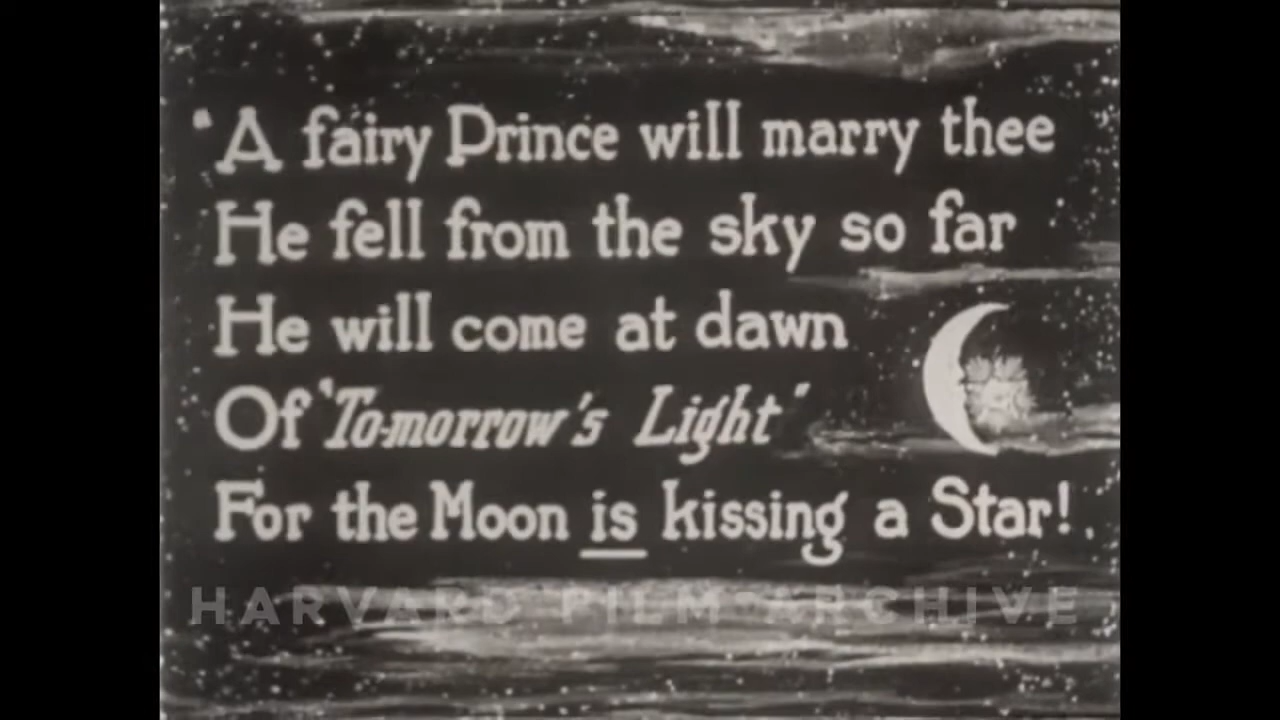 "A fairy Prince will marry thee
He fell from the sky so far
He will come at dawn
Of "To-morrow's Light"
For the Moon is kissing a Star!
HARVARD FILM ARCHIVE